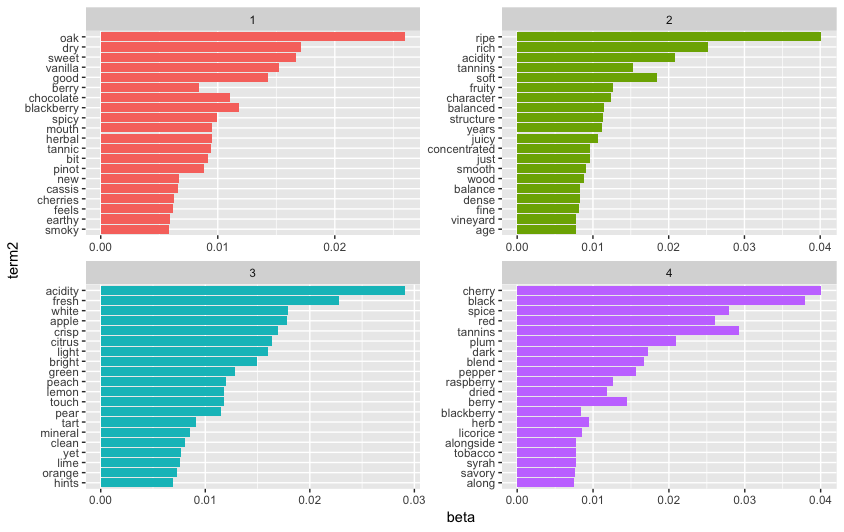 1
oak
dry
sweet
vanilla
good
berry
chocolate
blackberry
spicy
mouth
herbal
tannic
bit
pinot
new
cassis
cherries
feels
earthy
smoky
0.00 0.01 0.02
2
ripe
rich
acidity
tannins
soft
fruity
character
balanced
structure
years
juicy
concentrated
just
smooth
wood
balance
dense
fine
vineyard
age
0.00 0.01 0.02 0.03 0.04
term2
3
acidity
fresh
white
apple
crisp
citrus
light
bright
green
peach
lemon
touch
pear
tart
mineral
clean
yet
lime
orange
hints
0.00 0.01 0.02 0.03
4
cherry
black
spice
red
tannins
plum
dark
blend
pepper
raspberry
dried
berry
blackberry
herb
licorice
alongside
tobacco
syrah
savory
along
0.00 0.01 0.02 0.03 0.04
beta